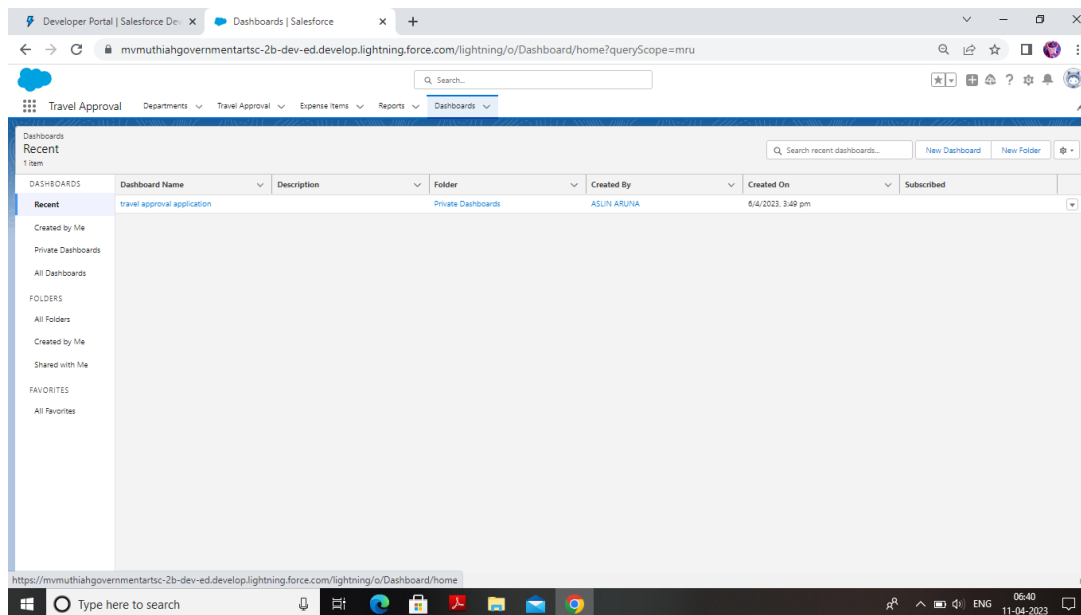 Developer Portal | Salesforce Dev
Dashboards | Salesforce
mvmuthiahgovernmentartsc-2b-dev-ed.develop.lightning.force.com/lightning/o/Dashboard/home?queryScope=mru
Search...
Travel Approval Departments Travel Approval Expense Items Reports Dashboards
Dashboards
Recent
1 item
Search recent dashboards...
New Dashboard
New Folder
DASHBOARDS
Recent
Created by Me
Private Dashboards
All Dashboards
FOLDERS
All Folders
Created by Me
Shared with Me
FAVORITES
All Favorites
Dashboard Name Description Folder Created By Created On Subscribed
travel approval application Private Dashboards ASLIN ARUNA 6/4/2023, 3:49 pm
https://mvmuthiahgovernmentartsc-2b-dev-ed.develop.lightning.force.com/lightning/o/Dashboard/home
Type here to search
ENG
06:40
11-04-2023